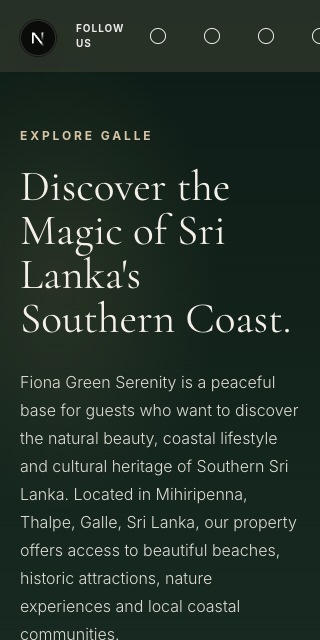 N
FOLLOW
US
EXPLORE GALLE
Discover the
Magic of Sri
Lanka's
Southern Coast.
Fiona Green Serenity is a peaceful
base for guests who want to discover
the natural beauty, coastal lifestyle
and cultural heritage of Southern Sri
Lanka. Located in Mihiripenna,
Thalpe, Galle, Sri Lanka, our property
offers access to beautiful beaches,
historic attractions, nature
experiences and local coastal
communities.